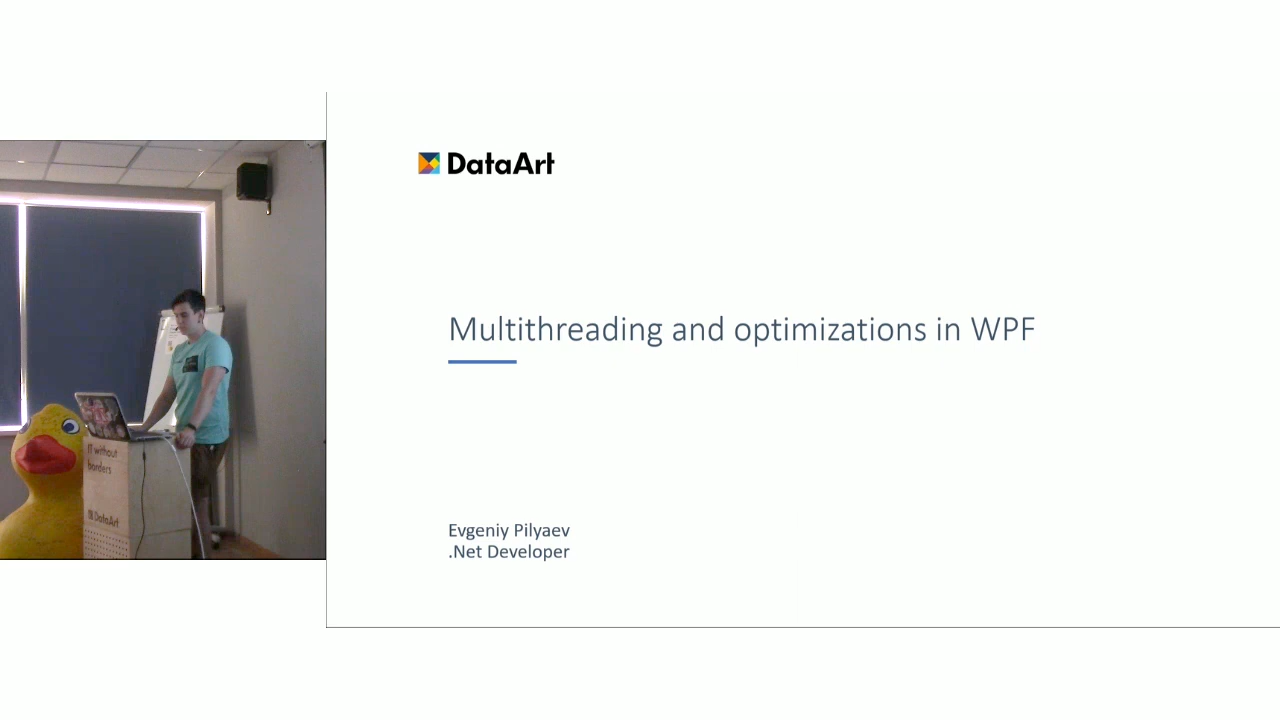 DataArt
Multithreading and optimizations in WPF
Evgeniy Pilyaev
.Net Developer
IT without
borders
DataArt